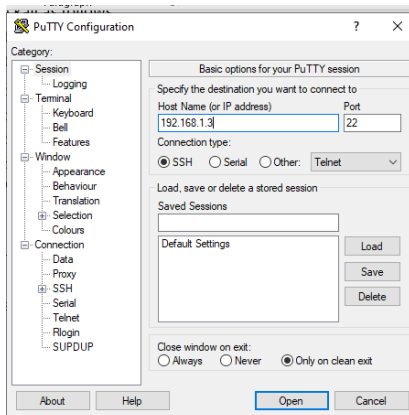 PuTTY Configuration
? X
Category:
Session
Logging
Terminal
Keyboard
Bell
Features
Window
Appearance
Behaviour
Translation
Selection
Colours
Connection
Data
Proxy
SSH
Serial
Telnet
Rlogin
SUPDUP
Basic options for your PuTTY session
Specify the destination you want to connect to
Host Name (or IP address) Port
192.168.1.3 22
Connection type:
SSH Serial Other: Telnet
Load, save or delete a stored session
Saved Sessions
Default Settings
Load
Save
Delete
Close window on exit:
Always Never Only on clean exit
About Help Open Cancel